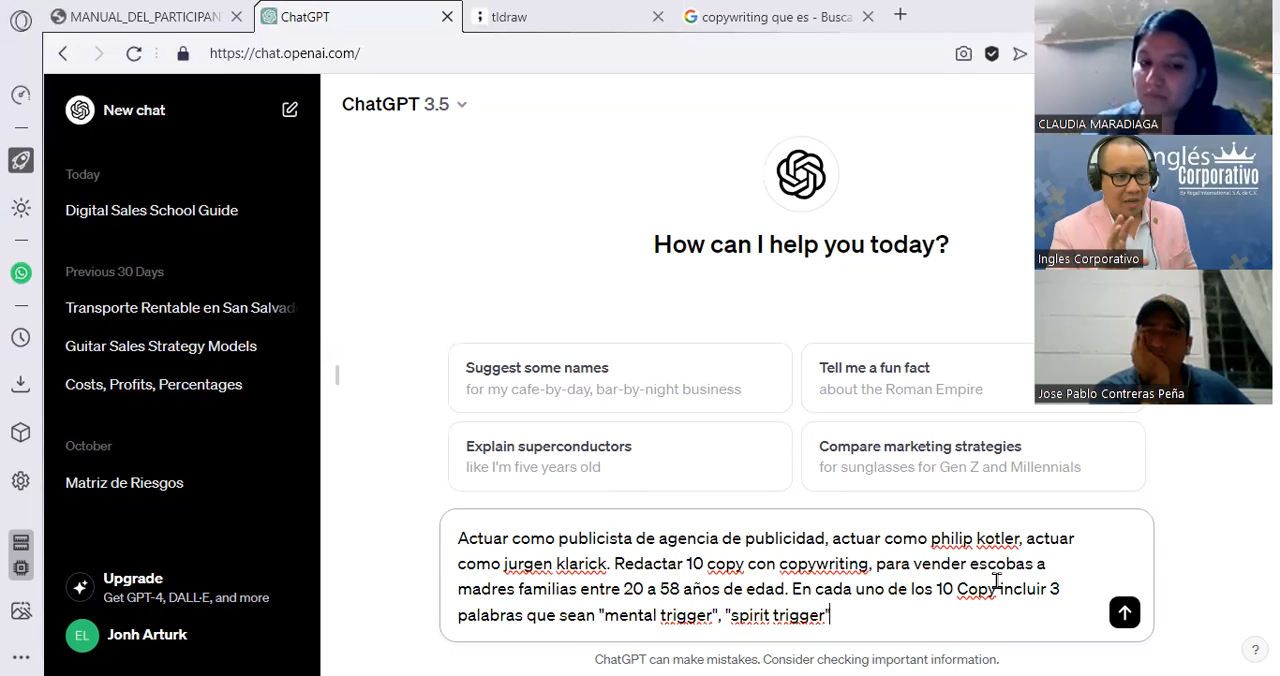 MANUAL_DEL_PARTICIPAN
ChatGPT
tldraw
copywriting que es - Busca
https://chat.openai.com/
New chat
Today
Digital Sales School Guide
Previous 30 Days
Transporte Rentable en San Salvad
Guitar Sales Strategy Models
Costs, Profits, Percentages
October
Matriz de Riesgos
Upgrade
Get GPT-4, DALL·E, and more
EL
Jonh Arturk
ChatGPT 3.5
How can I help you today?
Suggest some names
for my cafe-by-day, bar-by-night business
Tell me a fun fact
about the Roman Empire
Explain superconductors
like I'm five years old
Compare marketing strategies
for sunglasses for Gen Z and Millennials
Actuar como publicista de agencia de publicidad, actuar como philip kotler, actuar
como jurgen klarick. Redactar 10 copy con copywriting, para vender escobas a
madres familias entre 20 a 58 años de edad. En cada uno de los 10 Copy incluir 3
palabras que sean "mental trigger", "spirit trigger"
ChatGPT can make mistakes. Consider checking important information.
?
CLAUDIA MARADIAGA
Inglés
Corporativo
By Regal International, S.A. de C.V.
Ingles Corporativo
Jose Pablo Contreras Peña